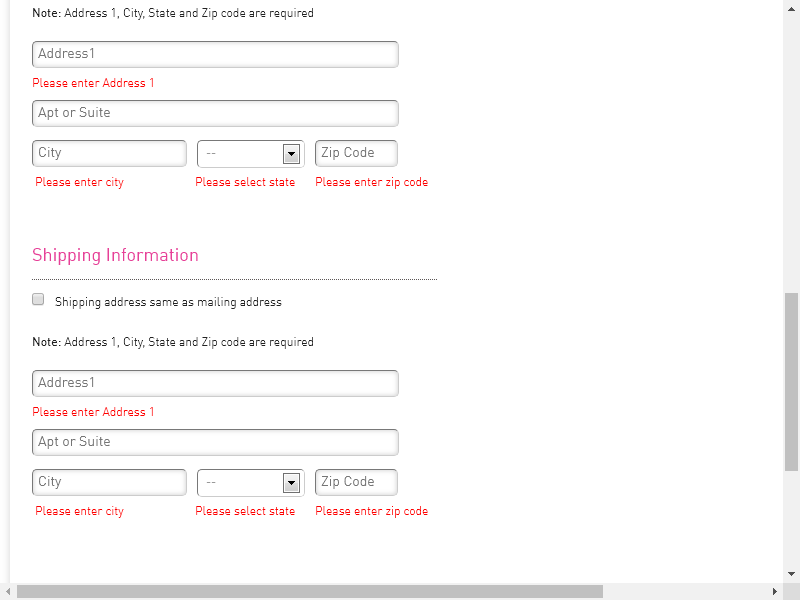 Note: Address 1, City, State and Zip code are required
Address1
Please enter Address 1
Apt or Suite
City -- Zip Code
Please enter city Please select state Please enter zip code
Shipping Information
Shipping address same as mailing address
Note: Address 1, City, State and Zip code are required
Address1
Please enter Address 1
Apt or Suite
City -- Zip Code
Please enter city Please select state Please enter zip code